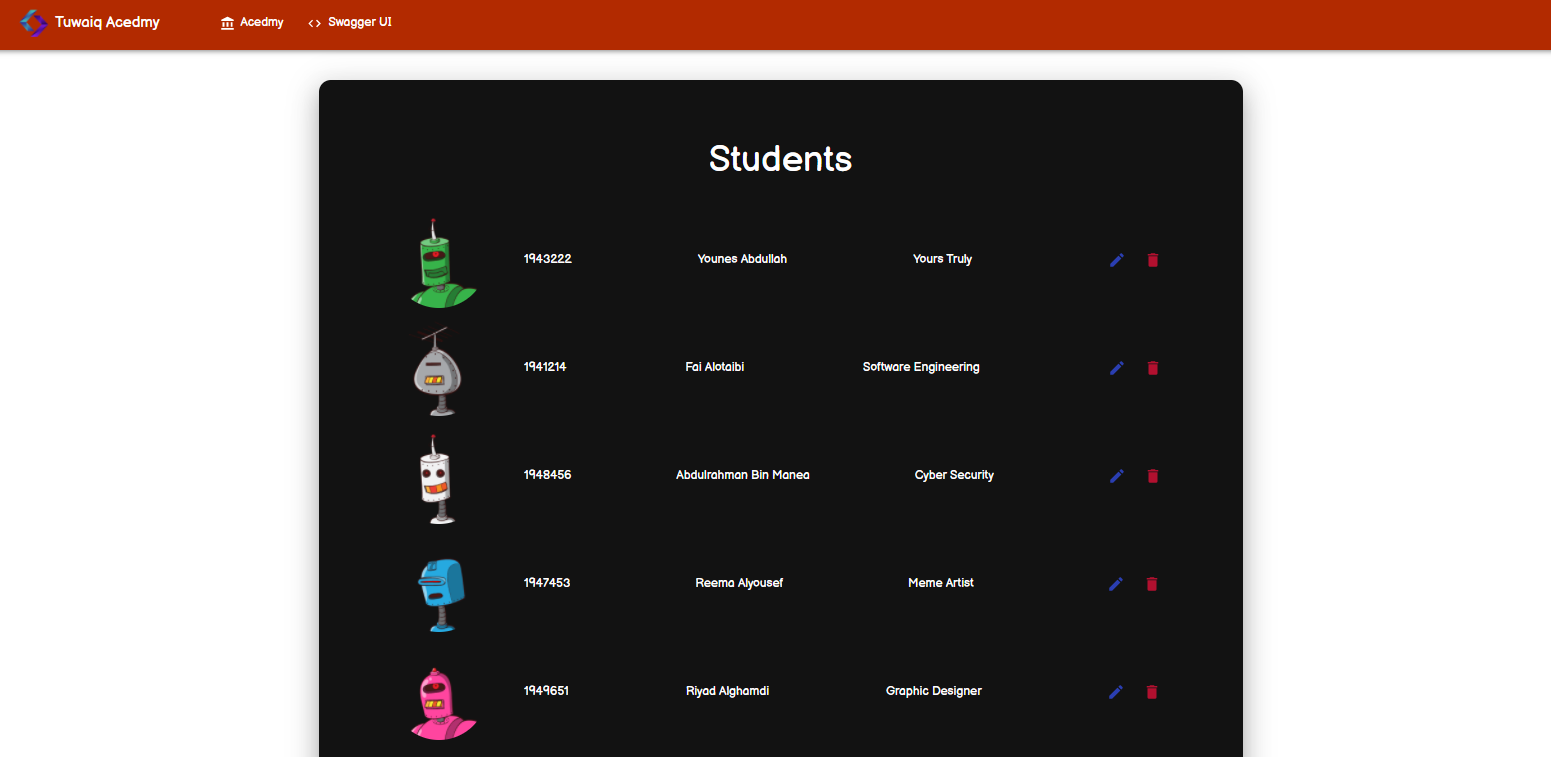 Tuwaiq Acedmy Acedmy Swagger UI
Students
1943222 Younes Abdullah Yours Truly
1941214 Fai Alotaibi Software Engineering
1948456 Abdulrahman Bin Manea Cyber Security
1947453 Reema Alyousef Meme Artist
1949651 Riyad Alghamdi Graphic Designer